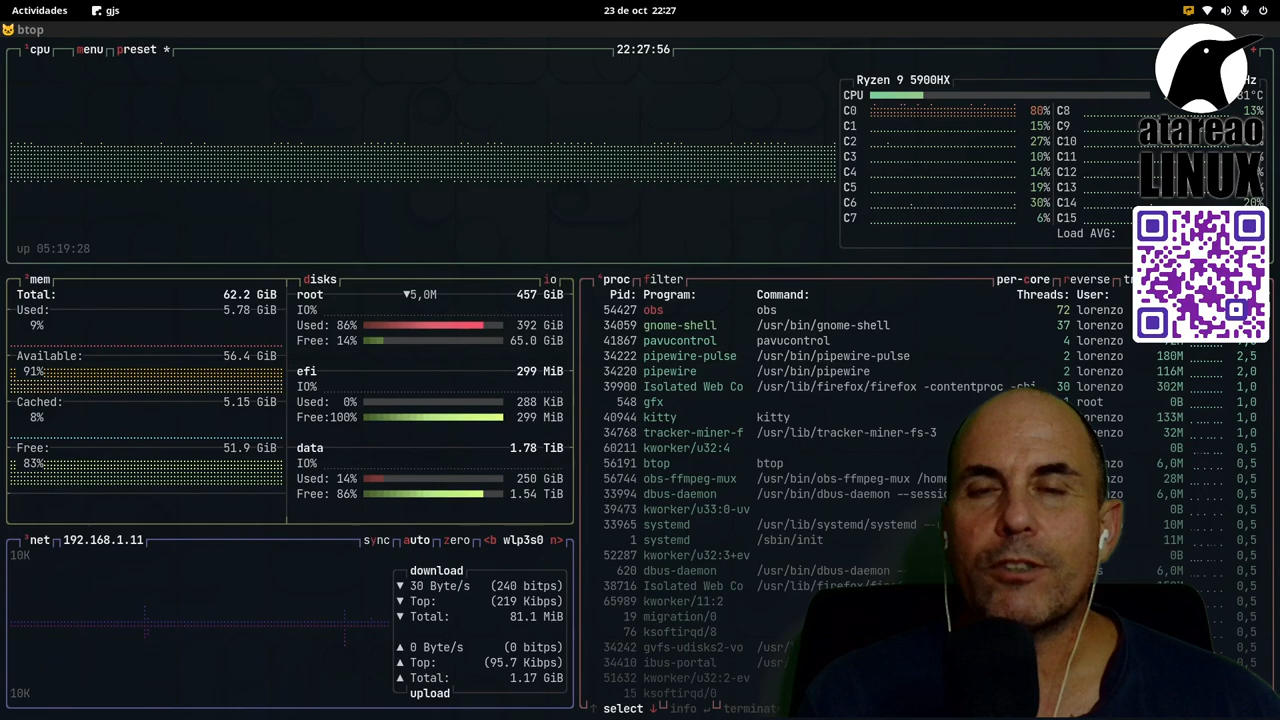 Actividades gjs 23 de oct 22:27
btop
¹cpu menu preset * 22:27:56 +
Ryzen 9 5900HX Hz
CPU 81°C
C0 80% C8 13%
C1 15% C9
C2 27% C10
C3 10% C11
C4 14% C12
C5 19% C13
C6 30% C14 20%
C7 6% C15
Load AVG:
up 05:19:28
atareao
LINUX
²mem
Total: 62.2 GiB
Used: 5.78 GiB
9%
Available: 56.4 GiB
91%
Cached: 5.15 GiB
8%
Free: 51.9 GiB
83%
disks io
root ▼5,0M 457 GiB
IO%
Used: 86% 392 GiB
Free: 14% 65.0 GiB
efi 299 MiB
IO%
Used: 0% 288 KiB
Free:100% 299 MiB
data 1.78 TiB
IO%
Used: 14% 250 GiB
Free: 86% 1.54 TiB
³net 192.168.1.11 sync auto zero <b wlp3s0 n>
10K
download
▼ 30 Byte/s (240 bitps)
▼ Top: (219 Kibps)
▼ Total: 81.1 MiB
▲ 0 Byte/s (0 bitps)
▲ Top: (95.7 Kibps)
▲ Total: 1.17 GiB
upload
10K
⁴proc filter per-core reverse
Pid: Program: Command: Threads: User:
54427 obs obs 72 lorenzo
34059 gnome-shell /usr/bin/gnome-shell 37 lorenzo
41867 pavucontrol pavucontrol 4 lorenzo
34222 pipewire-pulse /usr/bin/pipewire-pulse 2 lorenzo 180M 2,5
34220 pipewire /usr/bin/pipewire 2 lorenzo 116M 2,0
39900 Isolated Web Co /usr/lib/firefox/firefox -contentproc 30 lorenzo 302M 1,0
548 gfx root 0B 1,0
40944 kitty kitty 133M 1,0
34768 tracker-miner-f /usr/lib/tracker-miner-fs-3 32M 1,0
60211 kworker/u32:4 0B 0,5
56191 btop btop 6,0M 0,5
56744 obs-ffmpeg-mux /usr/bin/obs-ffmpeg-mux 28M 0,5
33994 dbus-daemon /usr/bin/dbus-daemon 6,0M 0,5
39473 kworker/u33:0-uv 0B 0,5
33965 systemd /usr/lib/systemd/systemd 10M 0,5
1 systemd /sbin/init 11M 0,5
52287 kworker/u32:3+ev 0B 0,5
620 dbus-daemon /usr/bin/dbus-daemon 6,0M 0,5
38716 Isolated Web Co /usr/lib/firefox 0,5
65989 kworker/11:2 0B 0,5
19 migration/0 0B 0,5
76 ksoftirqd/8 0B 0,5
34242 gvfs-udisks2-vo 0,5
34410 ibus-portal 0,5
51632 kworker/u32:2-ev 0B 0,5
15 ksoftirqd/0 0B 0,5
↑ select ↓ info ↵ terminate